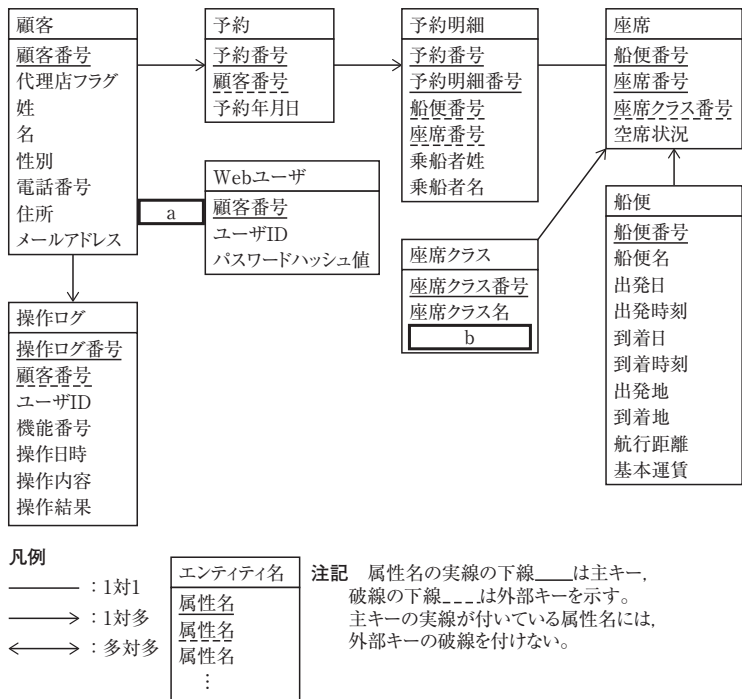 顧客
顧客番号
代理店フラグ
姓
名
性別
電話番号
住所
メールアドレス
予約
予約番号
顧客番号
予約年月日
予約明細
予約番号
予約明細番号
船便番号
座席番号
乗船者姓
乗船者名
座席
船便番号
座席番号
座席クラス番号
空席状況
a
Webユーザ
顧客番号
ユーザID
パスワードハッシュ値
座席クラス
座席クラス番号
座席クラス名
b
船便
船便番号
船便名
出発日
出発時刻
到着日
到着時刻
出発地
到着地
航行距離
基本運賃
操作ログ
操作ログ番号
顧客番号
ユーザID
機能番号
操作日時
操作内容
操作結果
凡例
:1対1
:1対多
:多対多
エンティティ名
属性名
属性名
属性名
⋮
注記 属性名の実線の下線____は主キー,
破線の下線____は外部キーを示す。
主キーの実線が付いている属性名には,
外部キーの破線を付けない。